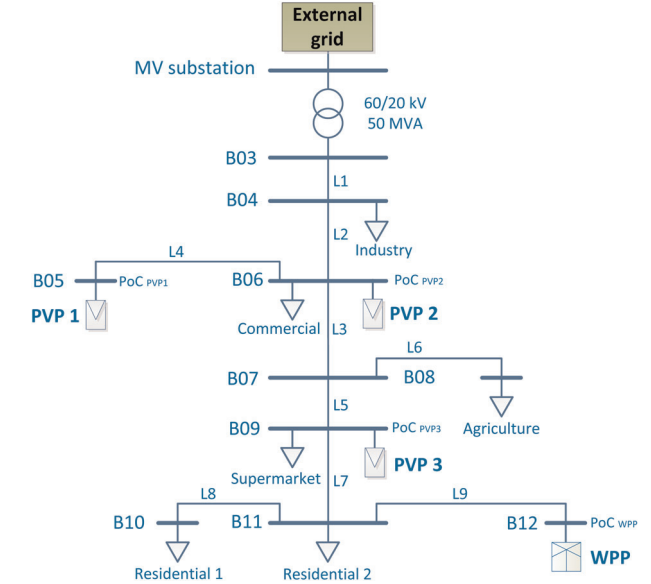 External
grid
MV substation
60/20 kV
50 MVA
B03
L1
B04
L2
Industry
L4
B05
PoC PVP1
B06
PoC PVP2
PVP 1
PVP 2
Commercial
L3
L6
B07
B08
L5
B09
PoC PVP3
Agriculture
Supermarket
PVP 3
L7
L8
L9
B10
B11
B12
PoC WPP
WPP
Residential 1
Residential 2